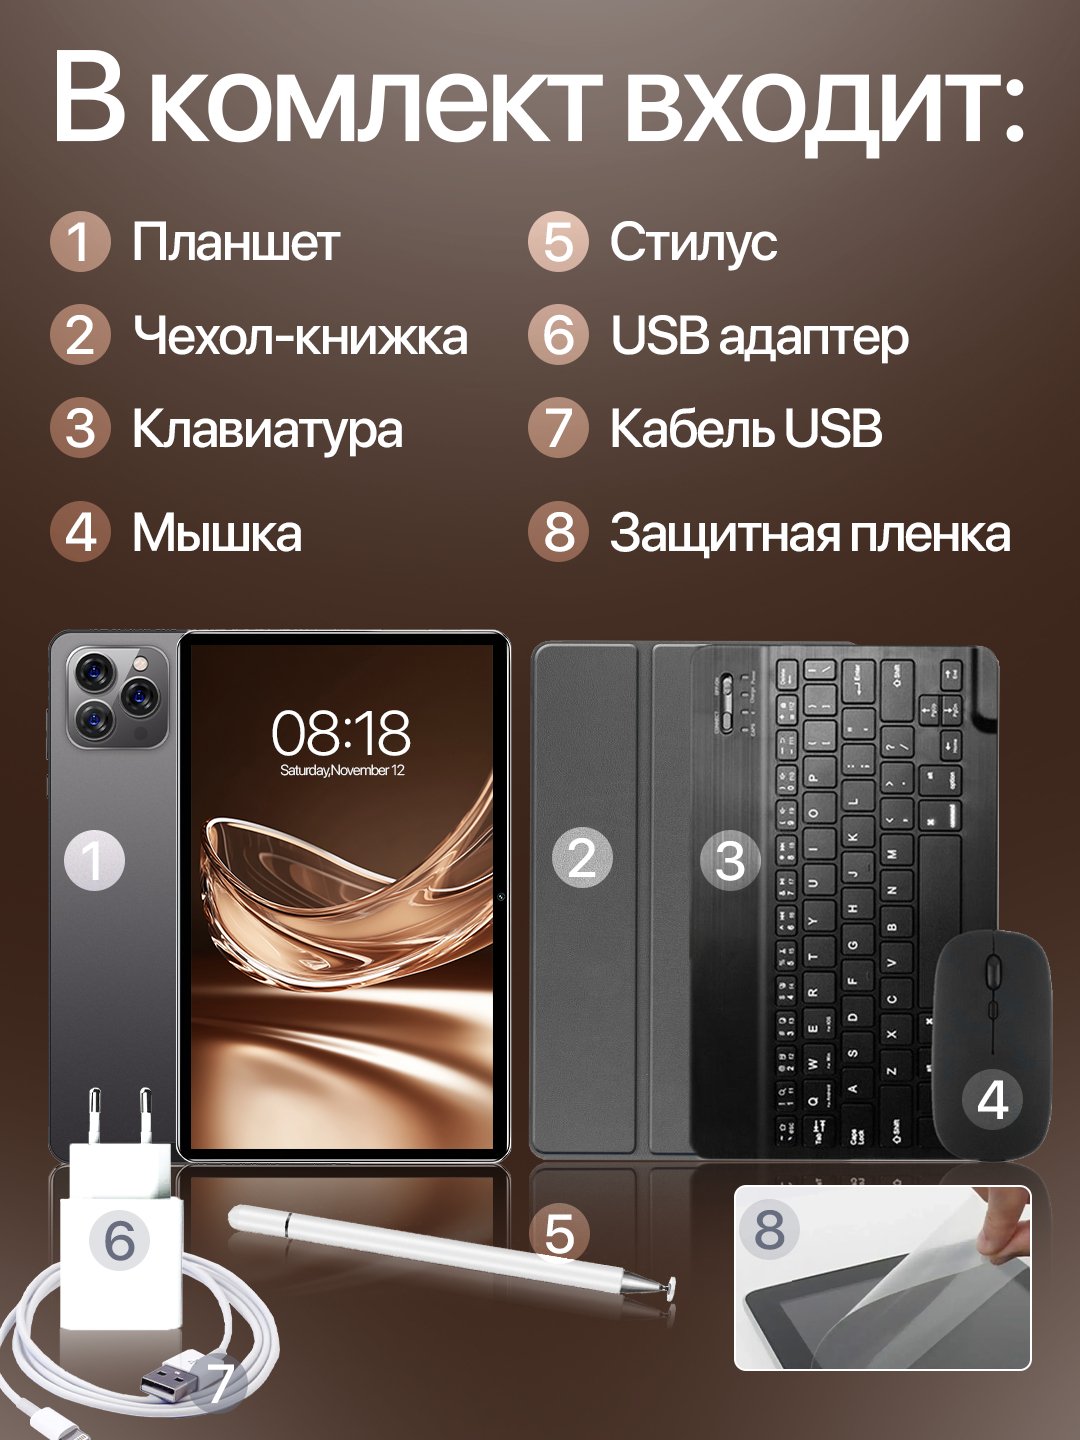 В комлект входит:
1 Планшет
2 Чехол-книжка
3 Клавиатура
4 Мышка
5 Стилус
6 USB адаптер
7 Кабель USB
8 Защитная пленка
08:18
Saturday,November 12
1
2
3
4
5
6
7
8